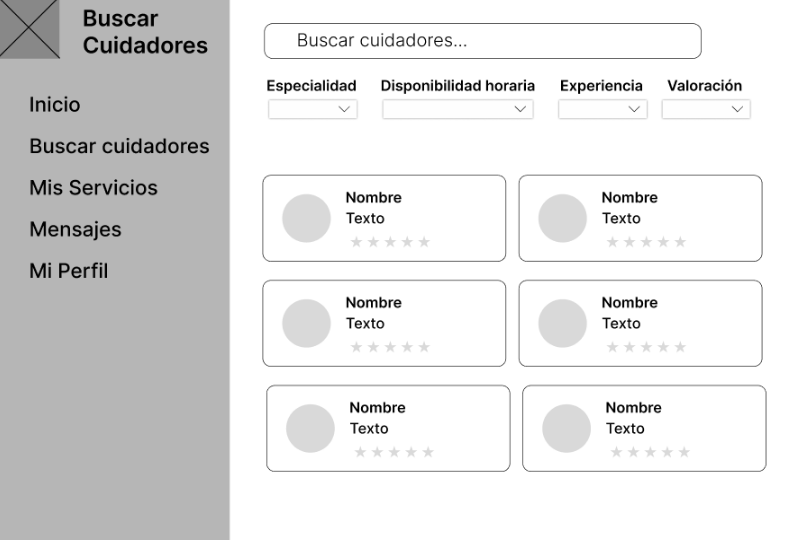 Buscar
Cuidadores
Inicio
Buscar cuidadores
Mis Servicios
Mensajes
Mi Perfil
Buscar cuidadores...
Especialidad Disponibilidad horaria Experiencia Valoración
Nombre
Texto
Nombre
Texto
Nombre
Texto
Nombre
Texto
Nombre
Texto
Nombre
Texto